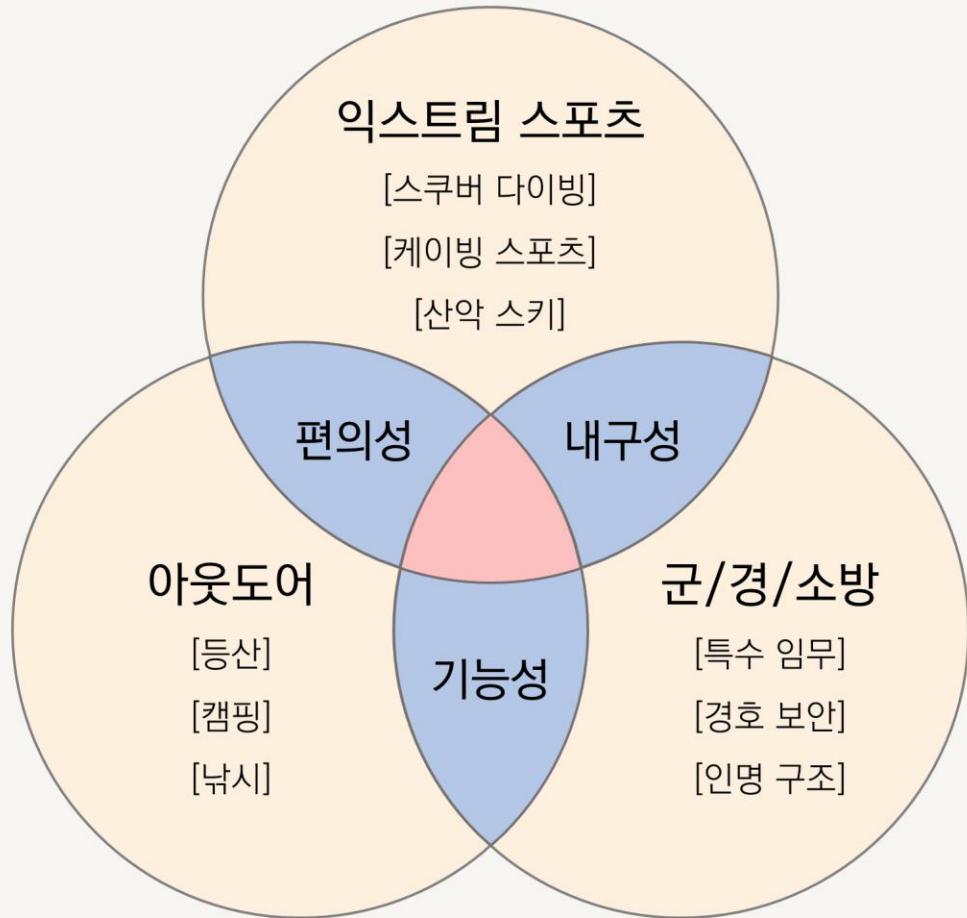 익스트림 스포츠
[스쿠버 다이빙]
[케이빙 스포츠]
[산악 스키]
편의성
내구성
아웃도어
[등산]
[캠핑]
[낚시]
기능성
군/경/소방
[특수 임무]
[경호 보안]
[인명 구조]